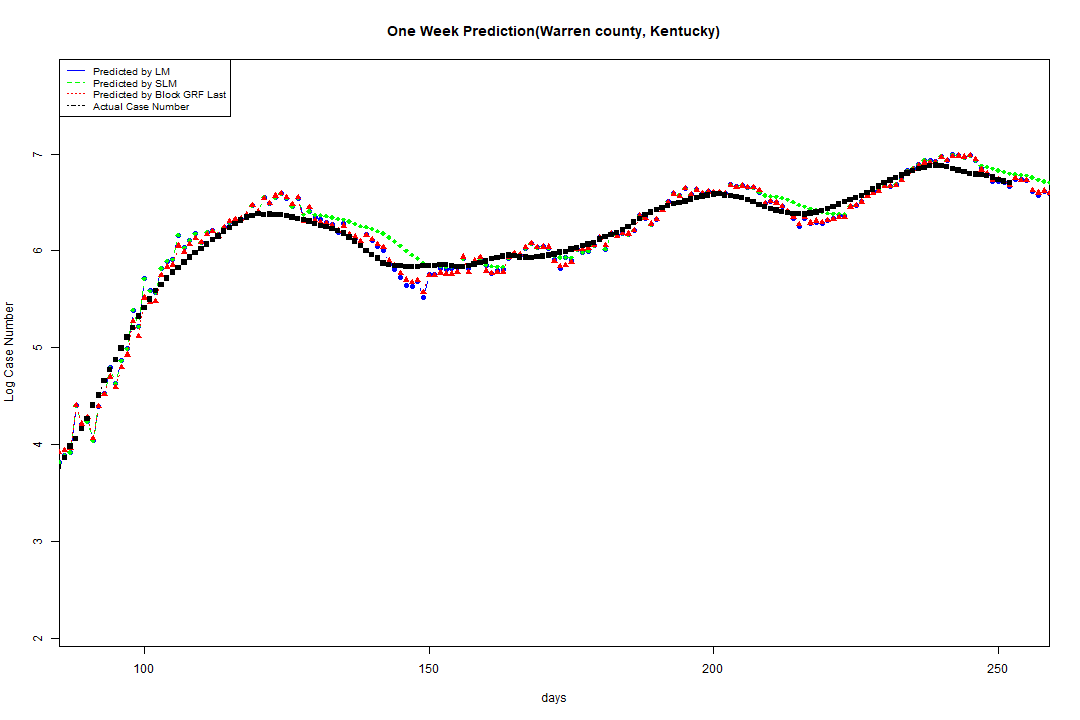 One Week Prediction(Warren county, Kentucky)
Predicted by LM
Predicted by SLM
Predicted by Block GRF Last
Actual Case Number
7
6
5
4
3
2
Log Case Number
100 150 200 250
days